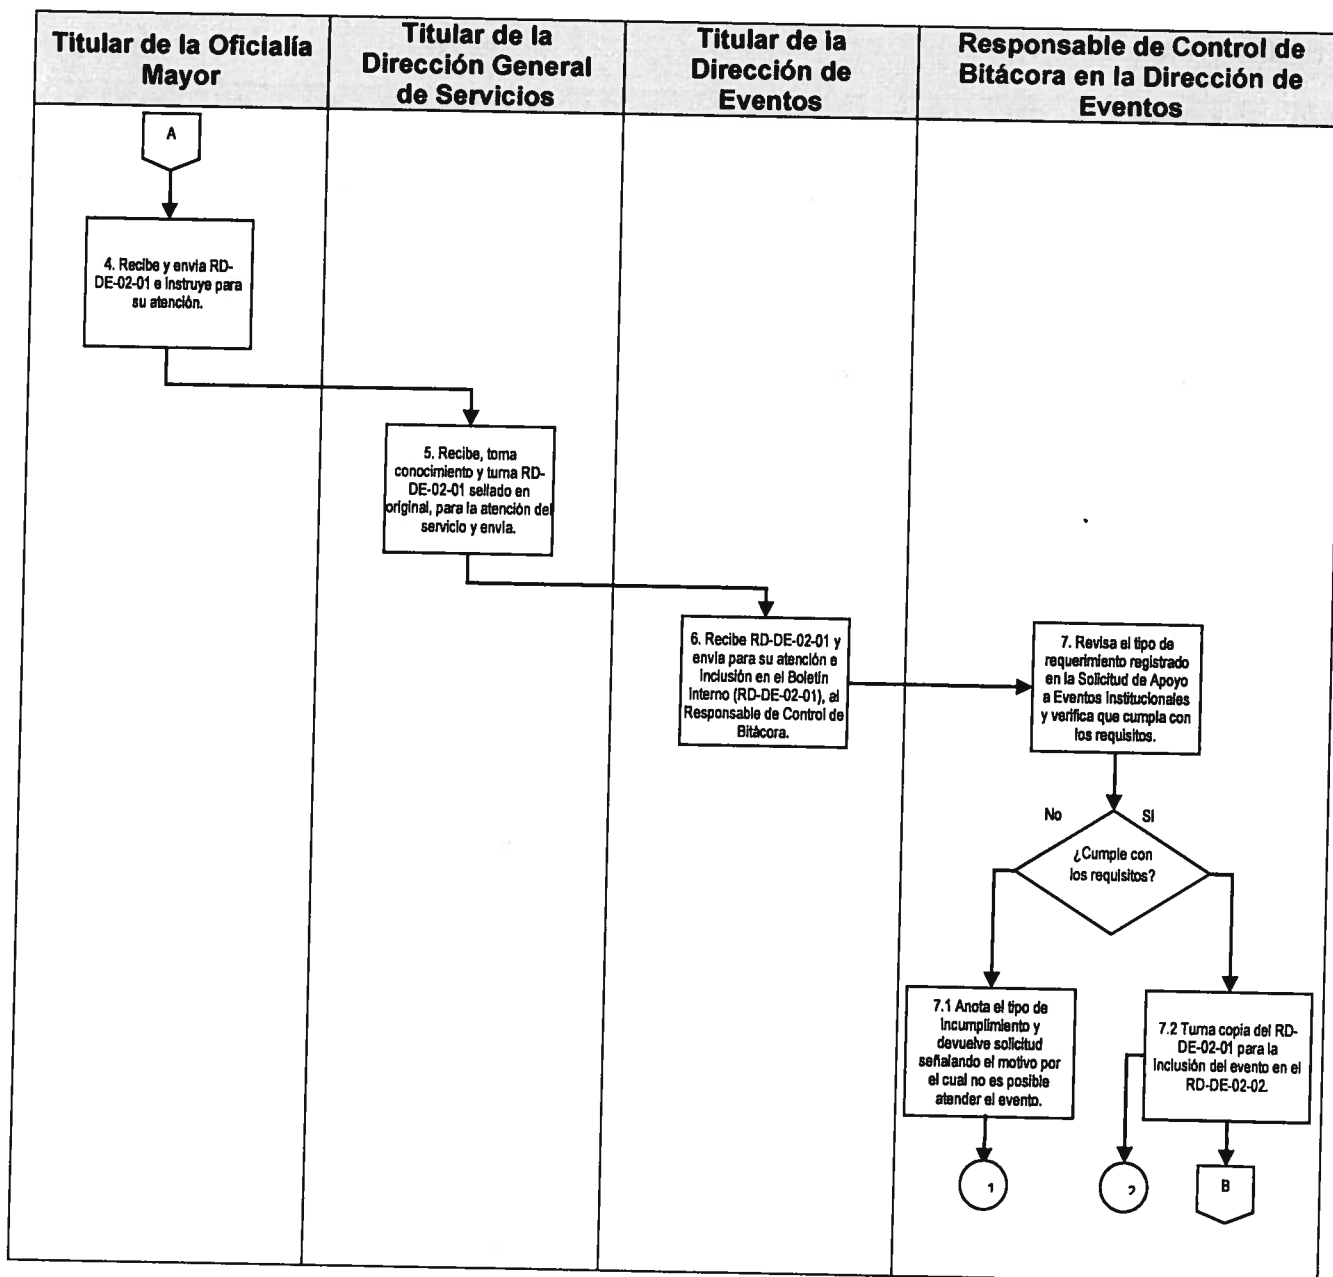 Titular de la Oficialía
Mayor
Titular de la
Dirección General
de Servicios
Titular de la
Dirección de
Eventos
Responsable de Control de
Bitácora en la Dirección de
Eventos
A
4. Recibe y envia RD-
DE-02-01 e instruye para
su atención.
5. Recibe, toma
conocimiento y turna RD-
DE-02-01 sellado en
original, para la atención del
servicio y envia.
6. Recibe RD-DE-02-01 y
envia para su atención e
inclusión en el Boletín
Interno (RD-DE-02-01), al
Responsable de Control de
Bitácora.
7. Revisa el tipo de
requerimiento registrado
en la Solicitud de Apoyo
a Eventos Institucionales
y verifica que cumpla con
los requisitos.
No
SI
¿Cumple con
los requisitos?
7.1 Anota el tipo de
incumplimiento y
devuelve solicitud
señalando el motivo por
el cual no es posible
atender el evento.
7.2 Turna copia del RD-
DE-02-01 para la
inclusión del evento en el
RD-DE-02-02.
1
2
B